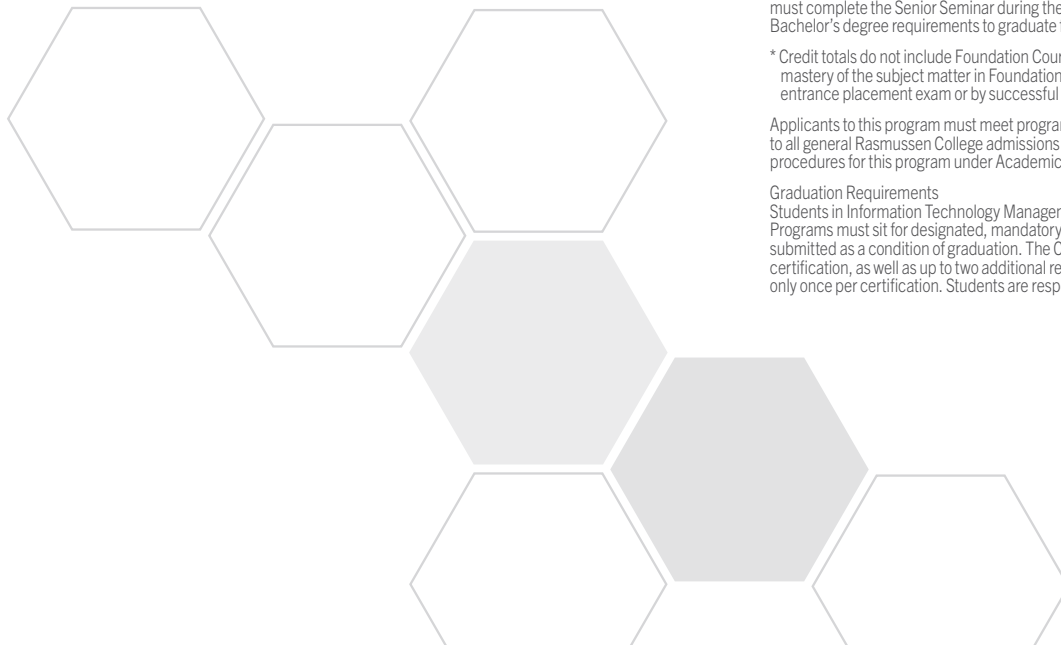 must complete the Senior Seminar during the
Bachelor's degree requirements to graduate
* Credit totals do not include Foundation Cour
mastery of the subject matter in Foundation
entrance placement exam or by successful
Applicants to this program must meet progra
to all general Rasmussen College admissions
procedures for this program under Academic
Graduation Requirements
Students in Information Technology Manager
Programs must sit for designated, mandatory
submitted as a condition of graduation. The C
certification, as well as up to two additional re
only once per certification. Students are resp